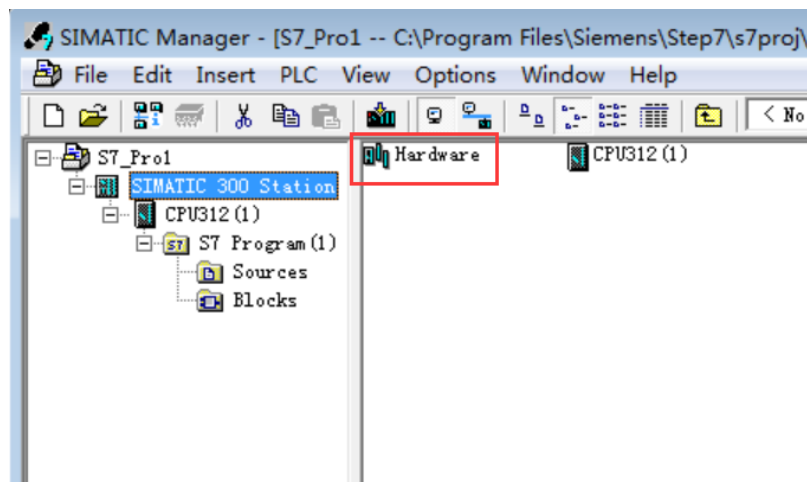 SIMATIC Manager - [S7_Pro1 -- C:\Program Files\Siemens\Step7\s7proj\
File Edit Insert PLC View Options Window Help
< No
S7_Pro1
Hardware
CPU312(1)
SIMATIC 300 Station
CPU312(1)
S7 Program(1)
Sources
Blocks